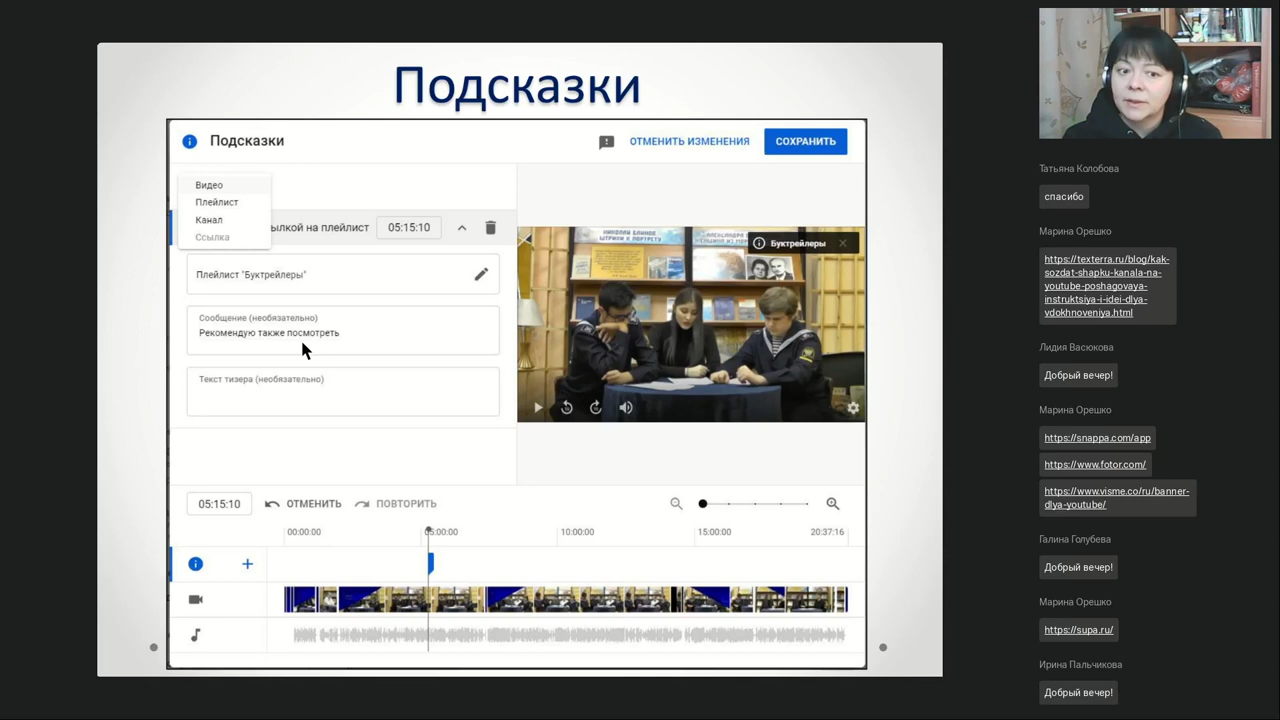 Подсказки
Подсказки
ОТМЕНИТЬ ИЗМЕНЕНИЯ
СОХРАНИТЬ
Видео
Плейлист
Канал
Ссылка
ылкой на плейлист
05:15:10
Плейлист "Буктрейлеры"
Сообщение (необязательно)
Рекомендую также посмотреть
Текст тизера (необязательно)
НИКОЛАЙ БЛИНОВ
ШТРИХИ К ПОРТРЕТУ
Буктрейлеры
05:15:10
ОТМЕНИТЬ
ПОВТОРИТЬ
00:00:00
05:00:00
10:00:00
15:00:00
20:37:16
Татьяна Колобова
спасибо
Марина Орешко
https://texterra.ru/blog/kak-
sozdat-shapku-kanala-na-
youtube-poshagovaya-
instruktsiya-i-idei-dlya-
vdokhnoveniya.html
Лидия Васюкова
Добрый вечер!
Марина Орешко
https://snappa.com/app
https://www.fotor.com/
https://www.visme.co/ru/banner-
dlya-youtube/
Галина Голубева
Добрый вечер!
Марина Орешко
https://supa.ru/
Ирина Пальчикова
Добрый вечер!